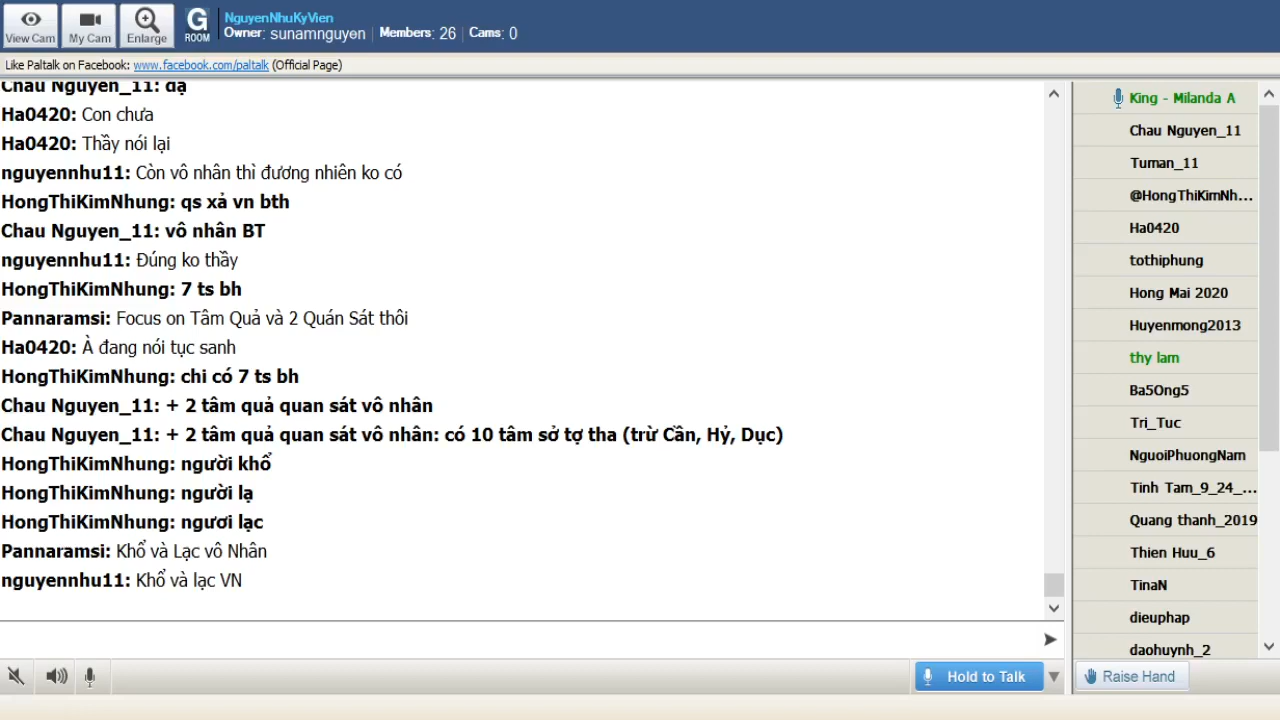 View Cam
My Cam
Enlarge
G
ROOM
NguyenNhuKyVien
Owner: sunamnguyen Members: 26 Cams: 0
Like Paltalk on Facebook: www.facebook.com/paltalk (Official Page)
Chau Nguyen_11: dạ
Ha0420: Con chưa
Ha0420: Thầy nói lại
nguyennhu11: Còn vô nhân thì đương nhiên ko có
HongThiKimNhung: qs xả vn bth
Chau Nguyen_11: vô nhân BT
nguyennhu11: Đúng ko thầy
HongThiKimNhung: 7 ts bh
Pannaramsi: Focus on Tâm Quả và 2 Quán Sát thôi
Ha0420: À đang nói tục sanh
HongThiKimNhung: chi có 7 ts bh
Chau Nguyen_11: + 2 tâm quả quan sát vô nhân
Chau Nguyen_11: + 2 tâm quả quan sát vô nhân: có 10 tâm sở tợ tha (trừ Cần, Hỷ, Dục)
HongThiKimNhung: người khổ
HongThiKimNhung: người lạ
HongThiKimNhung: ngươi lạc
Pannaramsi: Khổ và Lạc vô Nhân
nguyennhu11: Khổ và lạc VN
King - Milanda A
Chau Nguyen_11
Tuman_11
@HongThiKimNh...
Ha0420
tothiphung
Hong Mai 2020
Huyenmong2013
thy lam
Ba5Ong5
Tri_Tuc
NguoiPhuongNam
Tinh Tam_9_24_...
Quang thanh_2019
Thien Huu_6
TinaN
dieuphap
daohuynh_2
Hold to Talk
Raise Hand